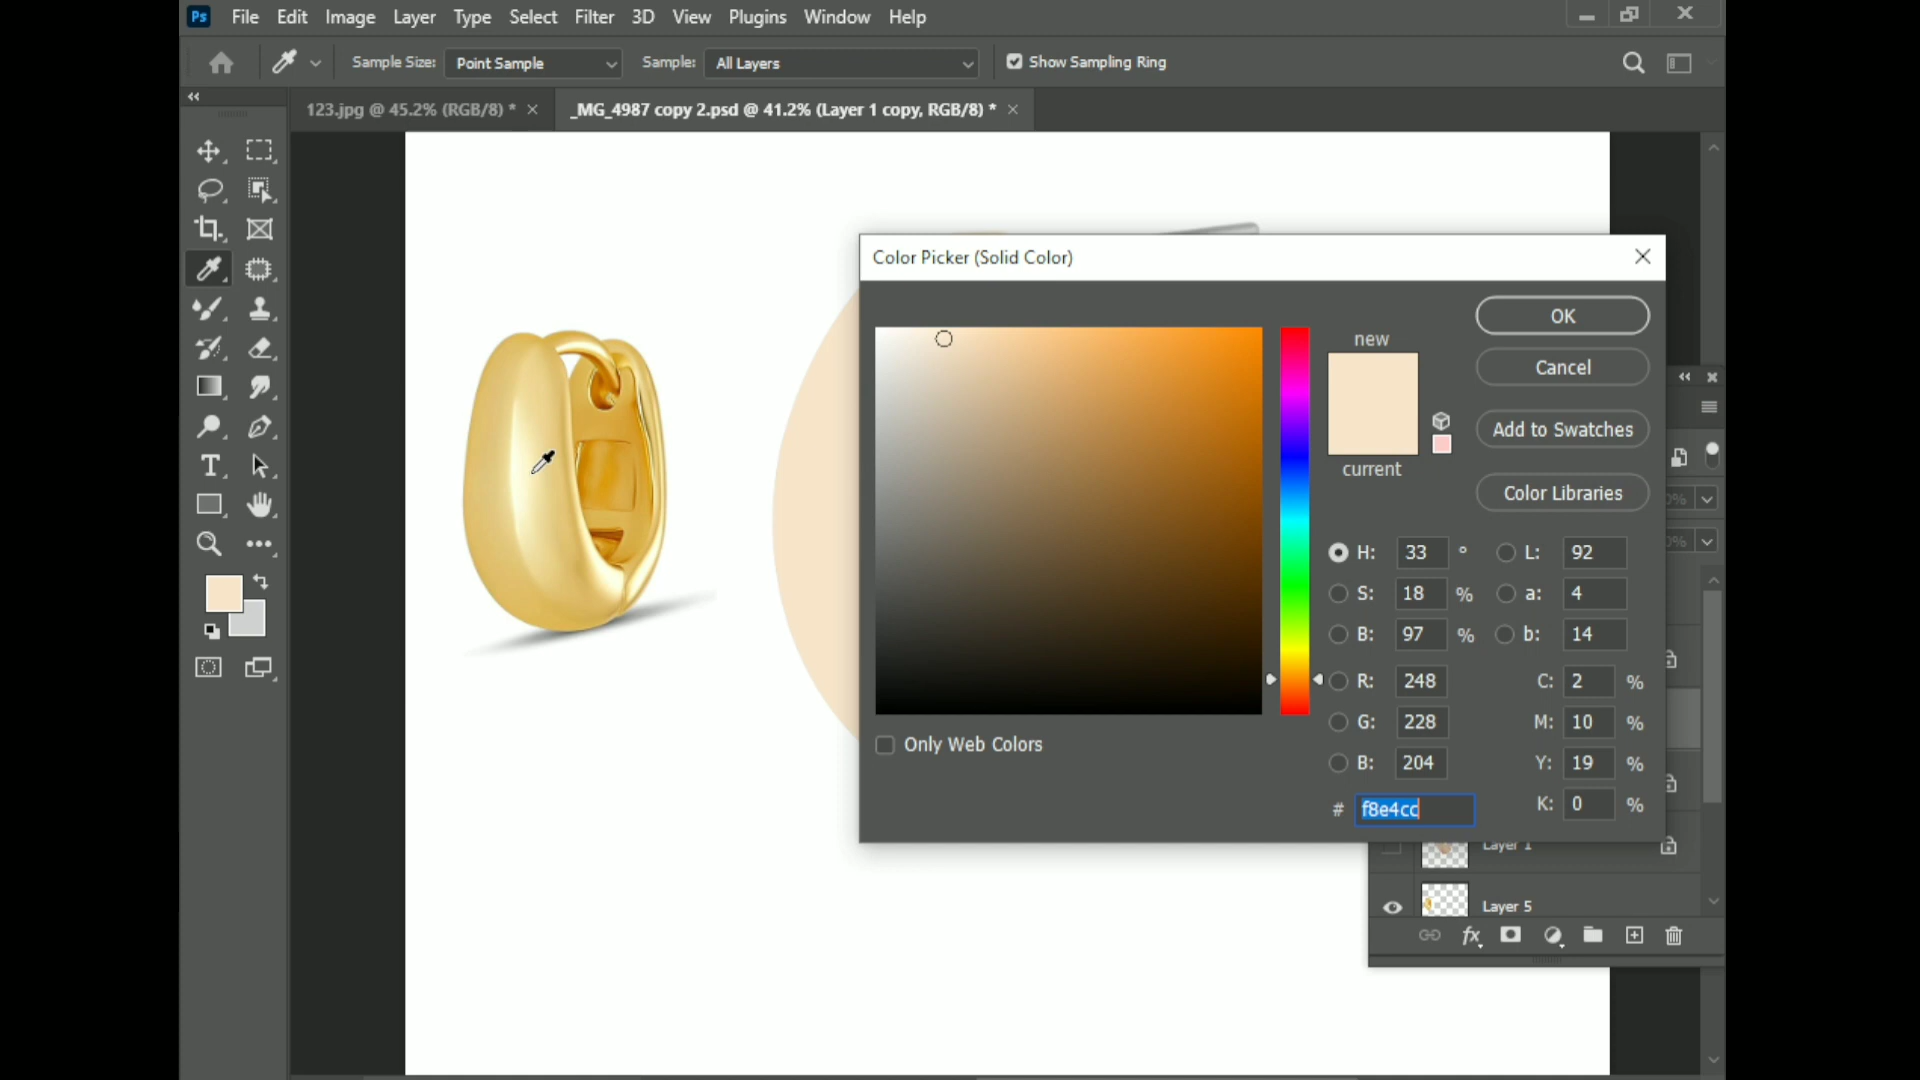 Ps File Edit Image Layer Type Select Filter 3D View Plugins Window Help
Sample Size: Point Sample Sample: All Layers Show Sampling Ring
123.jpg @ 45.2% (RGB/8) * _MG_4987 copy 2.psd @ 41.2% (Layer 1 copy, RGB/8) *
Color Picker (Solid Color)
OK
new
Cancel
Add to Swatches
current
Color Libraries
H: 33 ° L: 92
S: 18 % a: 4
B: 97 % b: 14
R: 248 C: 2 %
G: 228 M: 10 %
B: 204 Y: 19 %
# f8e4cc K: 0 %
Only Web Colors
Layer 1
Layer 5
fx